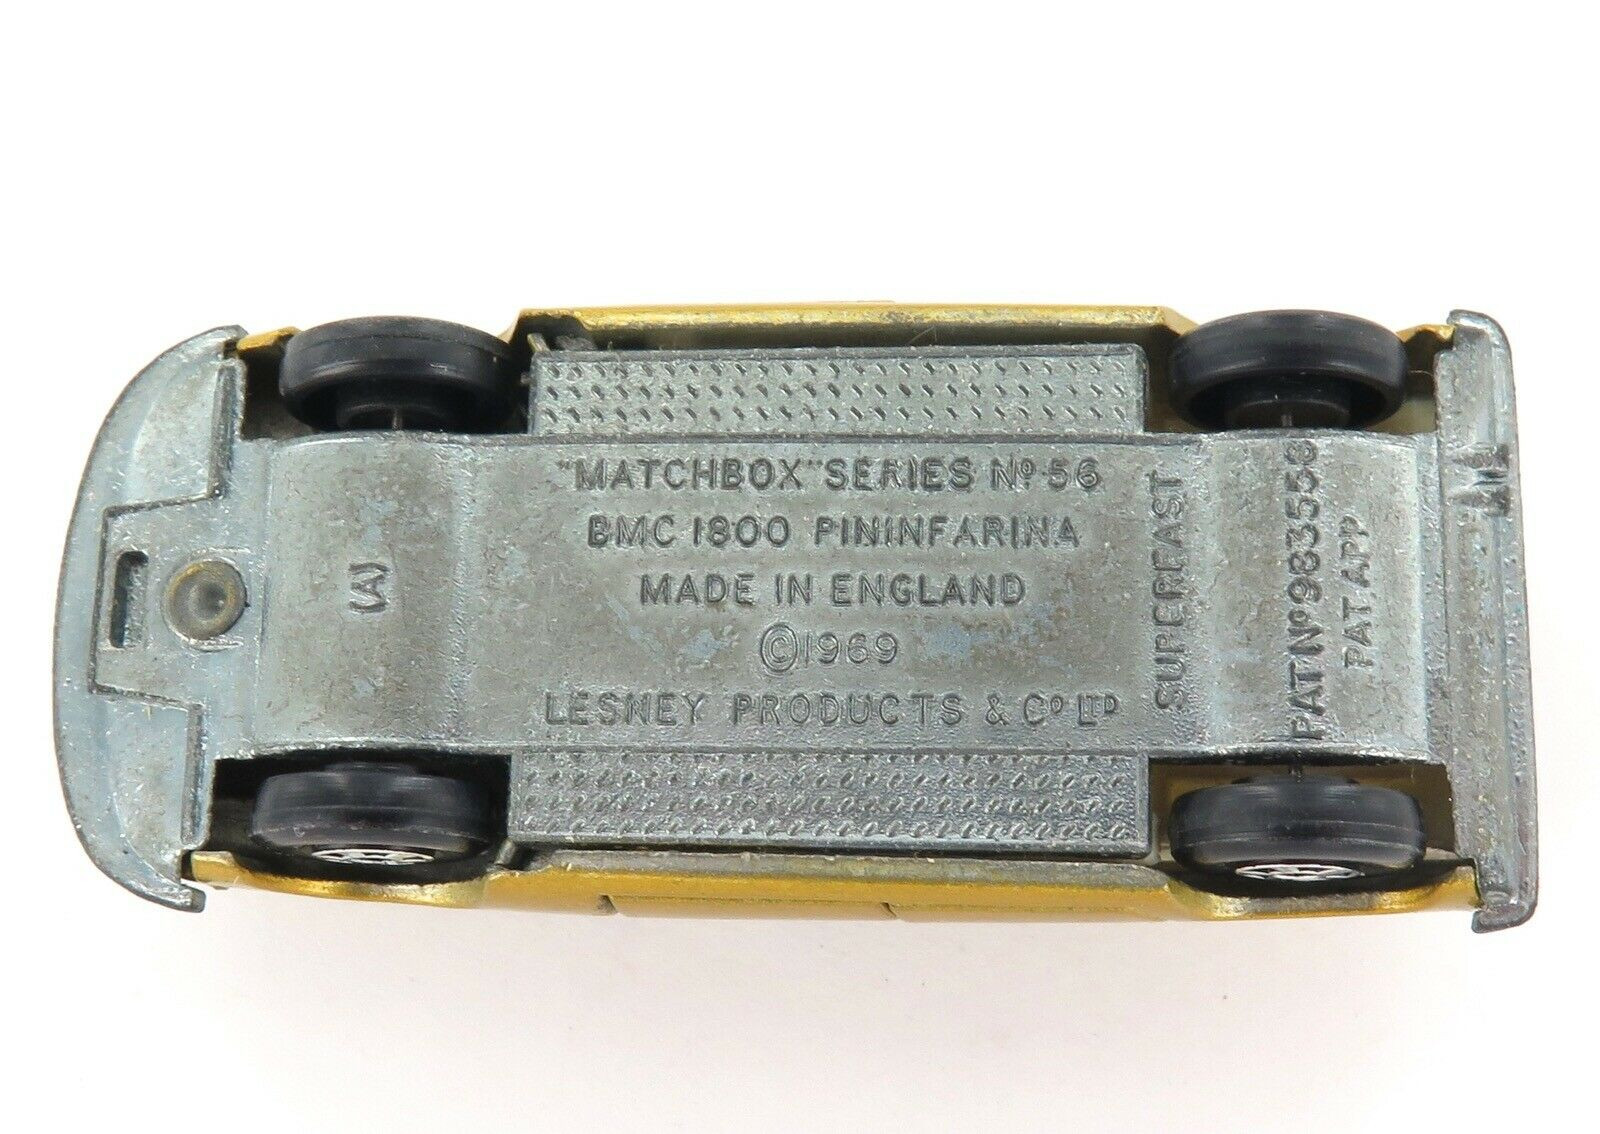 "MATCHBOX" SERIES Nº 56
BMC 1800 PININFARINA
MADE IN ENGLAND
©1969
LESNEY PRODUCTS & Cº LTD
SUPERFAST
PAT Nº 983558
PAT. APP